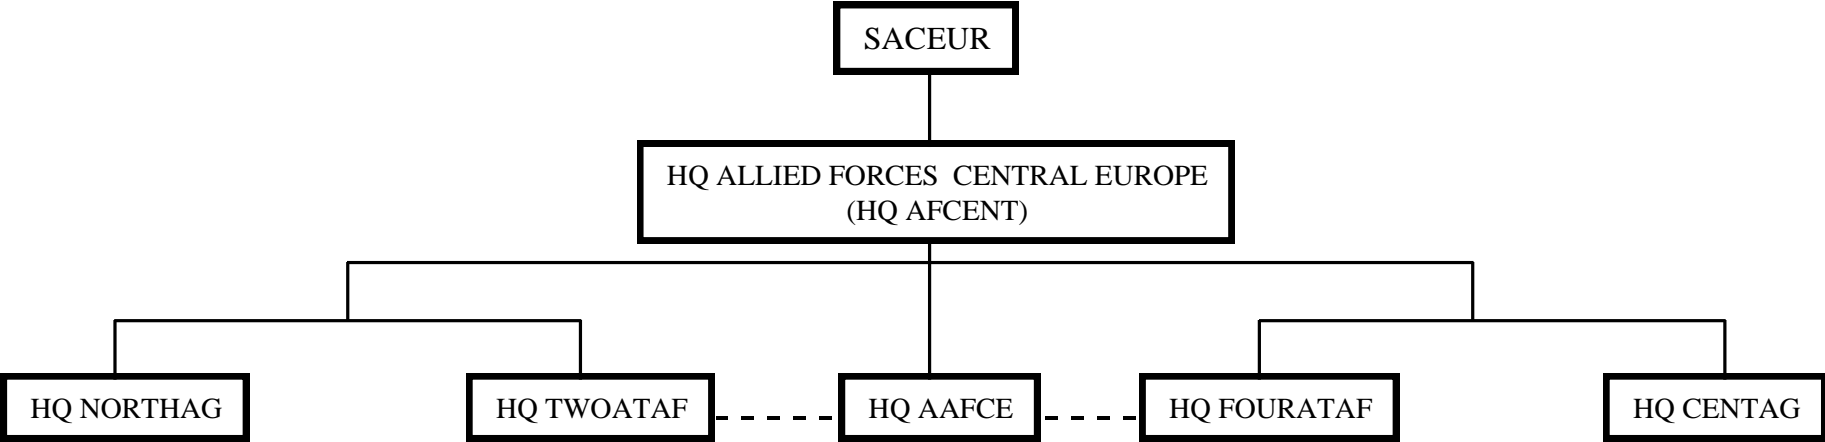 SACEUR
HQ ALLIED FORCES CENTRAL EUROPE
(HQ AFCENT)
HQ NORTHAG
HQ TWOATAF
HQ AAFCE
HQ FOURATAF
HQ CENTAG